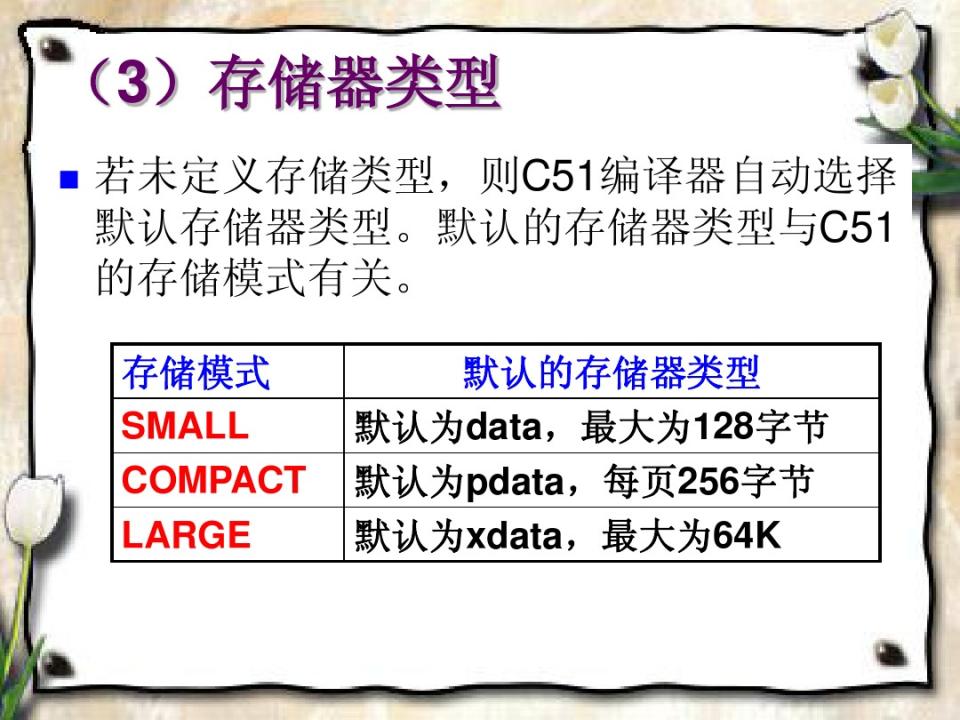 （3）存储器类型
若未定义存储类型，则C51编译器自动选择
默认存储器类型。默认的存储器类型与C51
的存储模式有关。
存储模式 默认的存储器类型
SMALL 默认为data，最大为128字节
COMPACT 默认为pdata，每页256字节
LARGE 默认为xdata，最大为64K